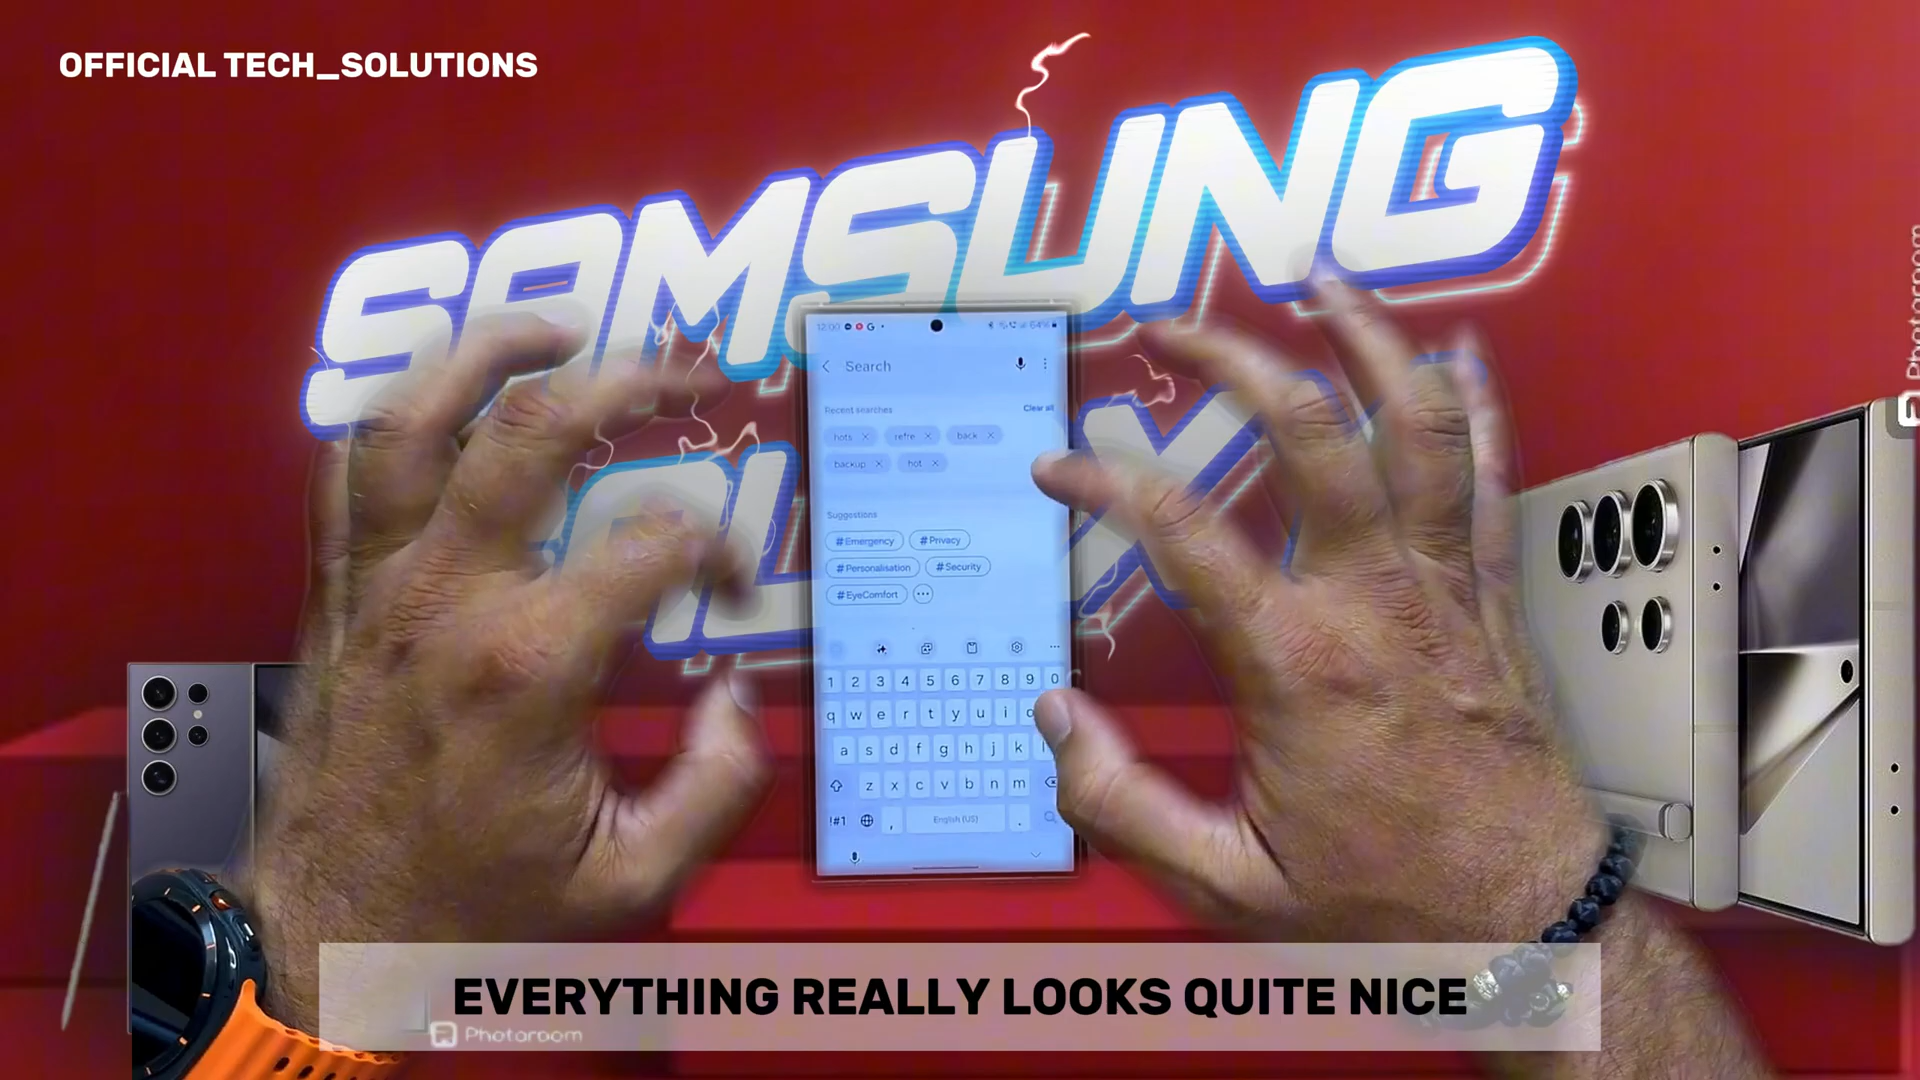 OFFICIAL TECH_SOLUTIONS
SAMSUNG
12:00 G 64%
Search
Recent searches Clear all
hots refre back
backup hot
Suggestions
#Emergency #Privacy
#Personalisation #Security
#EyeComfort
1 2 3 4 5 6 7 8 9 0
q w e r t y u i o
a s d f g h j k l
z x c v b n m
!#1 , English (US) .
EVERYTHING REALLY LOOKS QUITE NICE
Photoroom
Photoroom